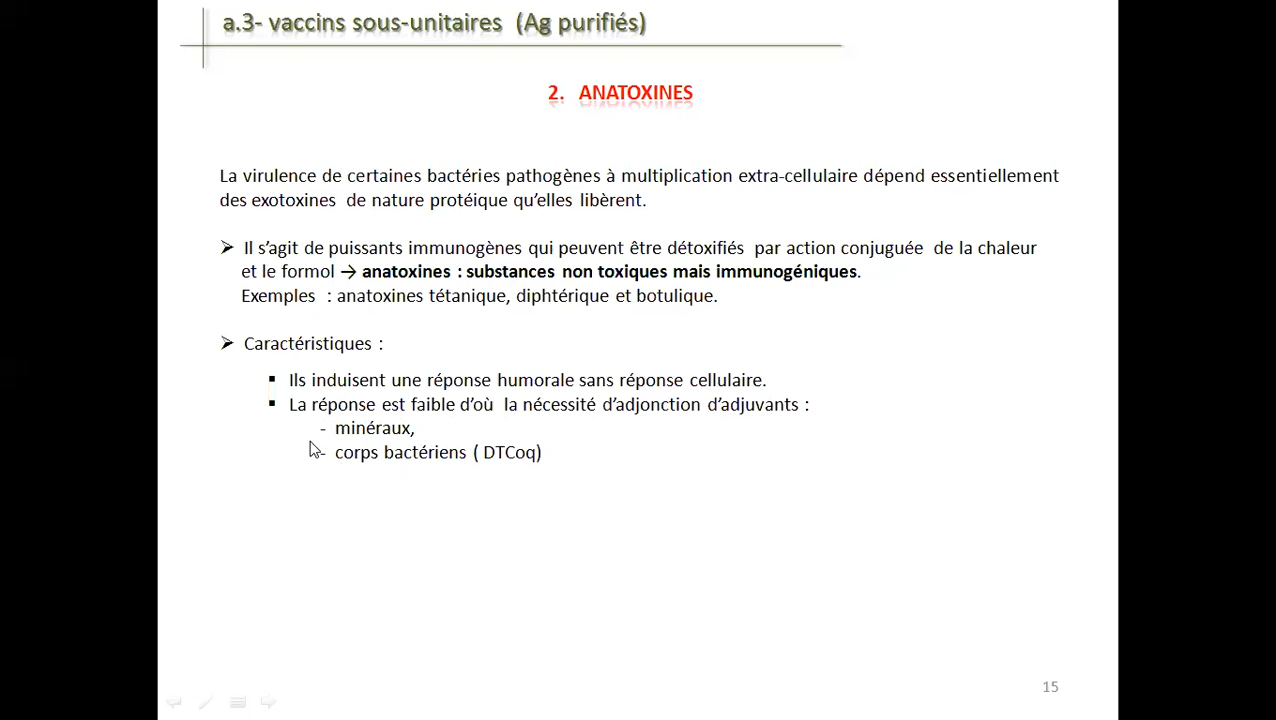 a.3- vaccins sous-unitaires (Ag purifiés)
2. ANATOXINES
La virulence de certaines bactéries pathogènes à multiplication extra-cellulaire dépend essentiellement
des exotoxines de nature protéique qu’elles libèrent.
➢ Il s’agit de puissants immunogènes qui peuvent être détoxifiés par action conjuguée de la chaleur
et le formol → anatoxines : substances non toxiques mais immunogéniques.
Exemples : anatoxines tétanique, diphtérique et botulique.
➢ Caractéristiques :
▪ Ils induisent une réponse humorale sans réponse cellulaire.
▪ La réponse est faible d’où la nécessité d’adjonction d’adjuvants :
- minéraux,
- corps bactériens ( DTCoq)
15